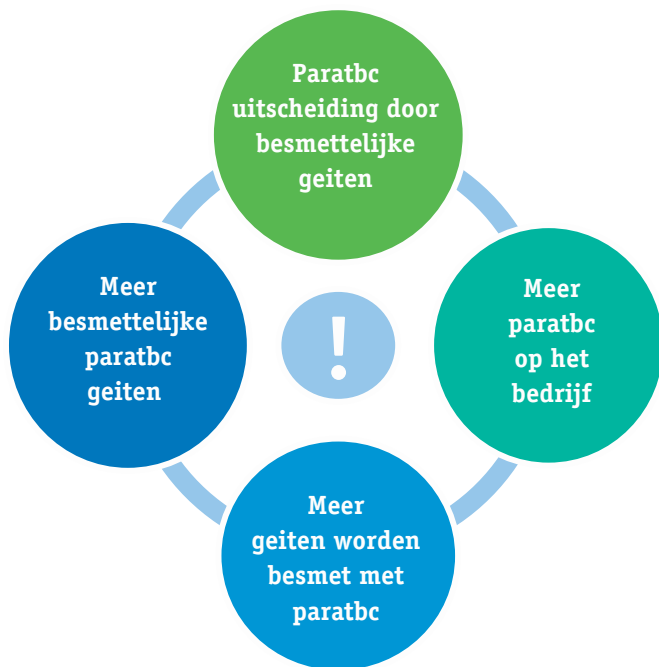 Paratbc
uitscheiding door
besmettelijke
geiten
Meer
paratbc
op het
bedrijf
Meer
geiten worden
besmet met
paratbc
Meer
besmettelijke
paratbc
geiten
!